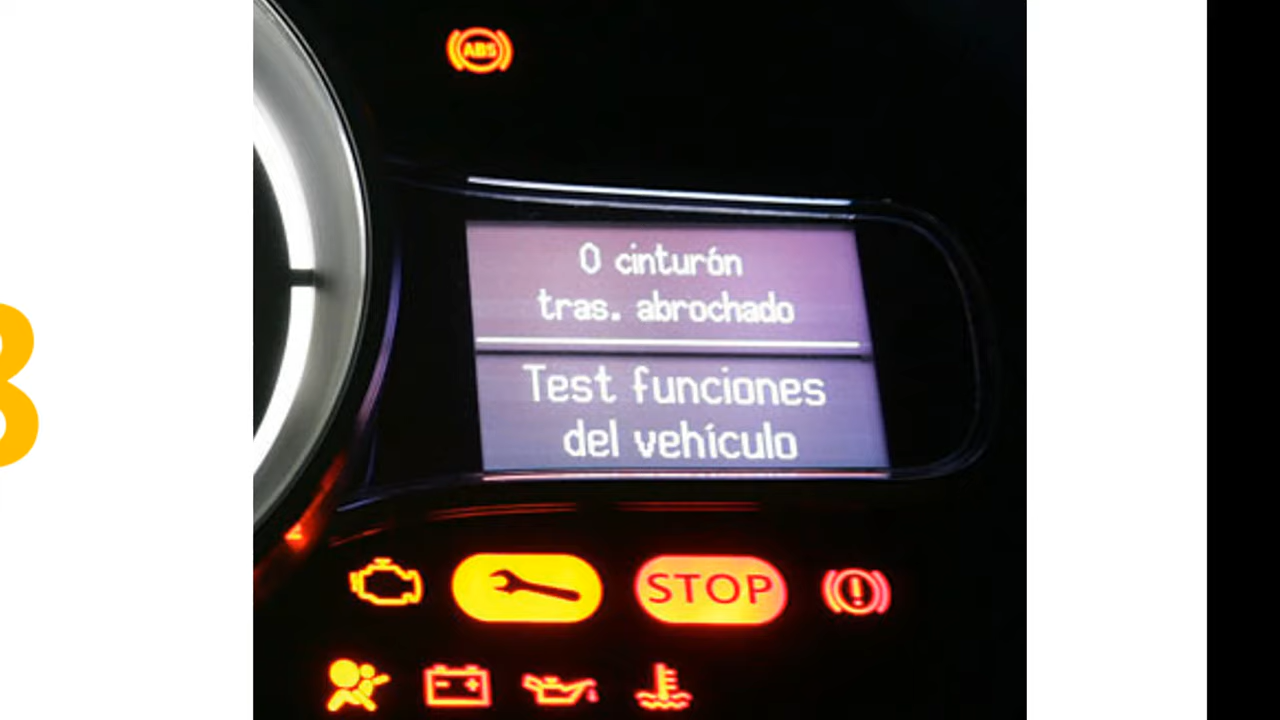 ABS
0 cinturón
tras. abrochado
Test funciones
del vehículo
STOP